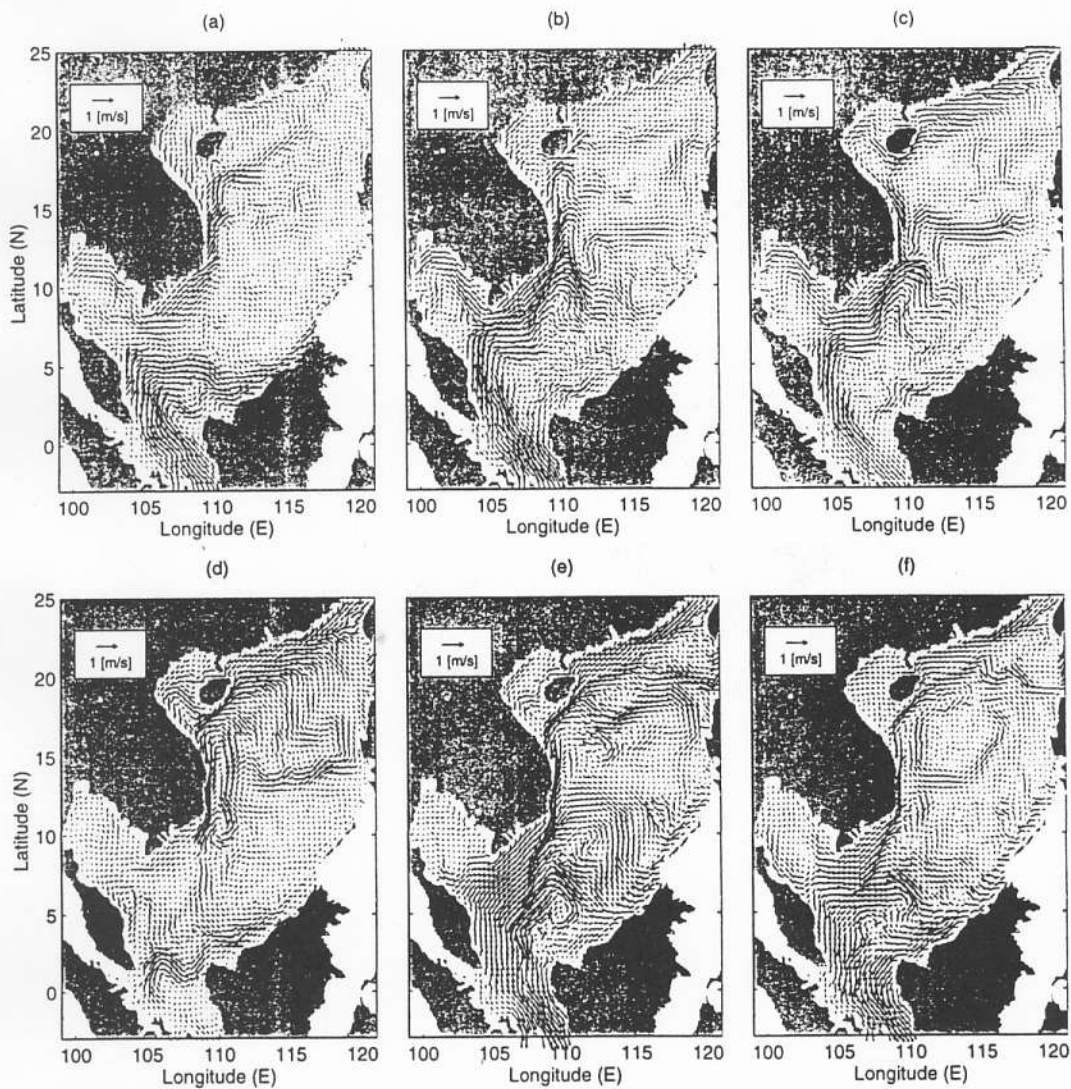 (a) (b) (c)
25
20
15
10
5
0
Latitude (N)
1 [m/s]
1 [m/s]
1 [m/s]
100 105 110 115 120
Longitude (E)
100 105 110 115 120
Longitude (E)
100 105 110 115 120
Longitude (E)
(d) (e) (f)
25
20
15
10
5
0
Latitude (N)
1 [m/s]
1 [m/s]
1 [m/s]
100 105 110 115 120
Longitude (E)
100 105 110 115 120
Longitude (E)
100 105 110 115 120
Longitude (E)